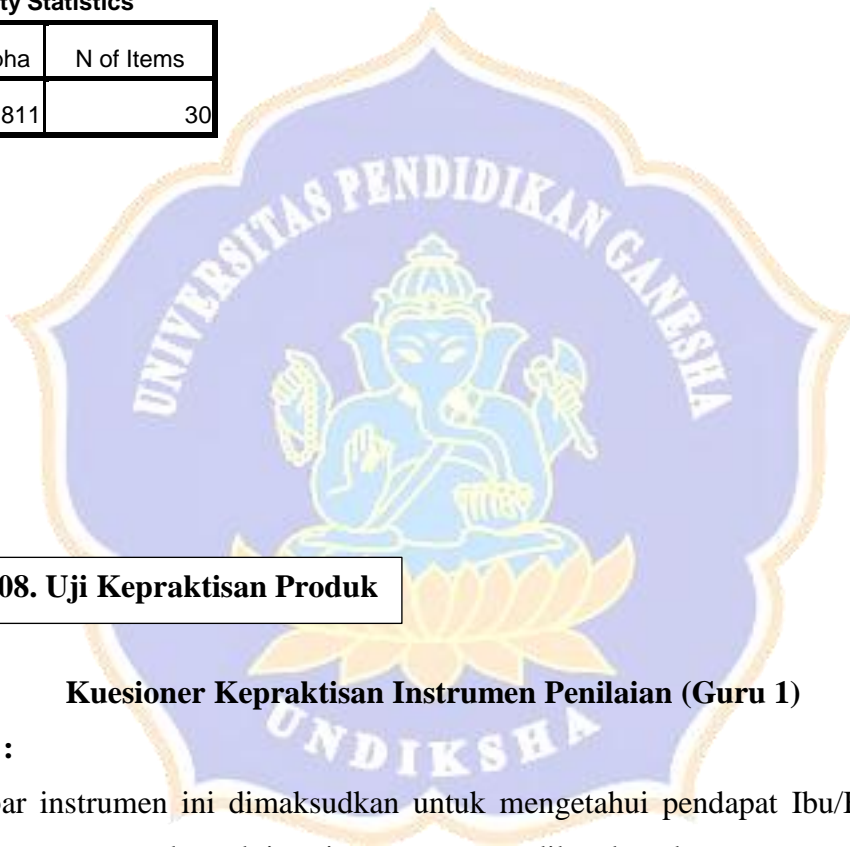 ty Statistics
oha N of Items
811 30
UNIVERSITAS PENDIDIKAN GANESHA
UNDIKSHA
08. Uji Kepraktisan Produk
Kuesioner Kepraktisan Instrumen Penilaian (Guru 1)
:
ar instrumen ini dimaksudkan untuk mengetahui pendapat Ibu/